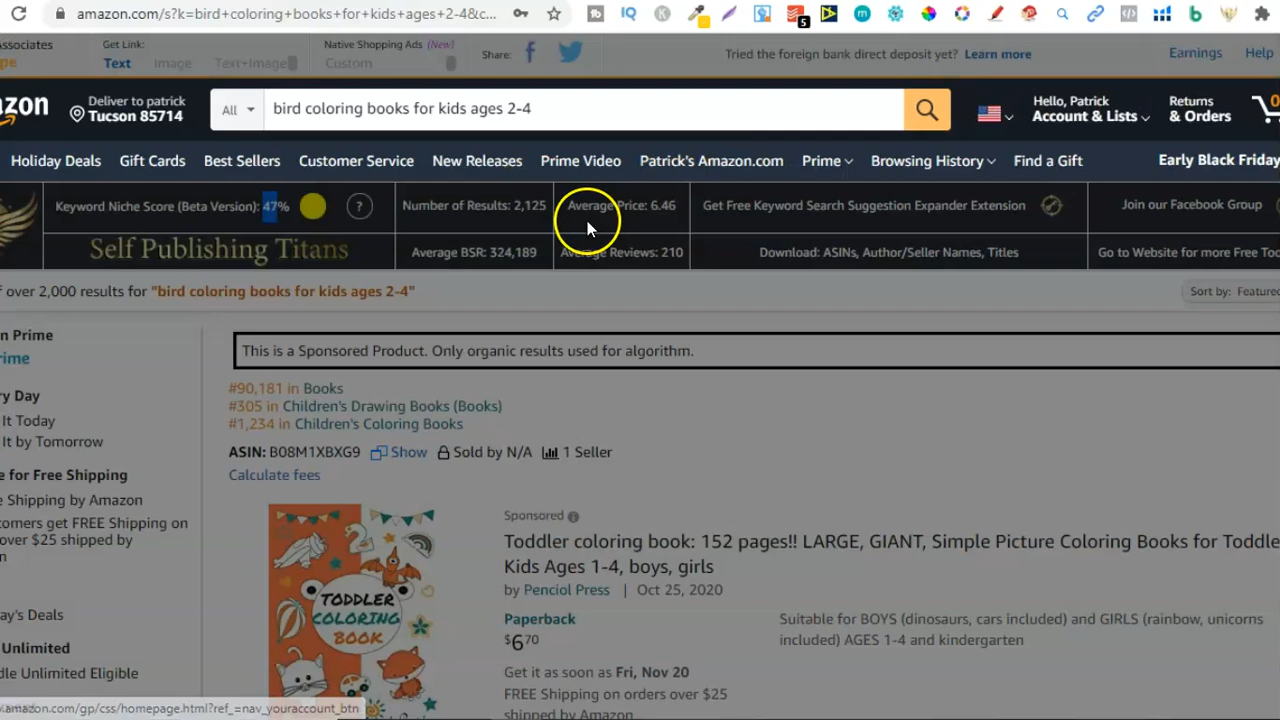 amazon.com/s?k=bird+coloring+books+for+kids+ages+2-4&c...
5
Associates
Get Link:
Native Shopping Ads (New)
Text Image Text+Image Custom
Share:
Tried the foreign bank direct deposit yet? Learn more
Earnings Help
Deliver to patrick
Tucson 85714
All
bird coloring books for kids ages 2-4
Hello, Patrick
Account & Lists
Returns
& Orders
0
Holiday Deals Gift Cards Best Sellers Customer Service New Releases Prime Video Patrick's Amazon.com Prime Browsing History Find a Gift Early Black Friday
Keyword Niche Score (Beta Version): 47% ?
Number of Results: 2,125
Average Price: 6.46
Get Free Keyword Search Suggestion Expander Extension
Join our Facebook Group
Self Publishing Titans
Average BSR: 324,189
Average Reviews: 210
Download: ASINs, Author/Seller Names, Titles
Go to Website for more Free Too
of over 2,000 results for "bird coloring books for kids ages 2-4"
Sort by: Featured
n Prime
rime
ry Day
It Today
It by Tomorrow
e for Free Shipping
e Shipping by Amazon
tomers get FREE Shipping on
over $25 shipped by
n
ay's Deals
Unlimited
dle Unlimited Eligible
This is a Sponsored Product. Only organic results used for algorithm.
#90,181 in Books
#305 in Children's Drawing Books (Books)
#1,234 in Children's Coloring Books
ASIN: B08M1XBXG9 Show Sold by N/A 1 Seller
Calculate fees
TODDLER
COLORING
BOOK
Sponsored
Toddler coloring book: 152 pages!! LARGE, GIANT, Simple Picture Coloring Books for Toddle
Kids Ages 1-4, boys, girls
by Penciol Press | Oct 25, 2020
Paperback
$6 70
Get it as soon as Fri, Nov 20
FREE Shipping on orders over $25
shipped by Amazon
Suitable for BOYS (dinosaurs, cars included) and GIRLS (rainbow, unicorns
included) AGES 1-4 and kindergarten
amazon.com/gp/css/homepage.html?ref_=nav_youraccount_btn